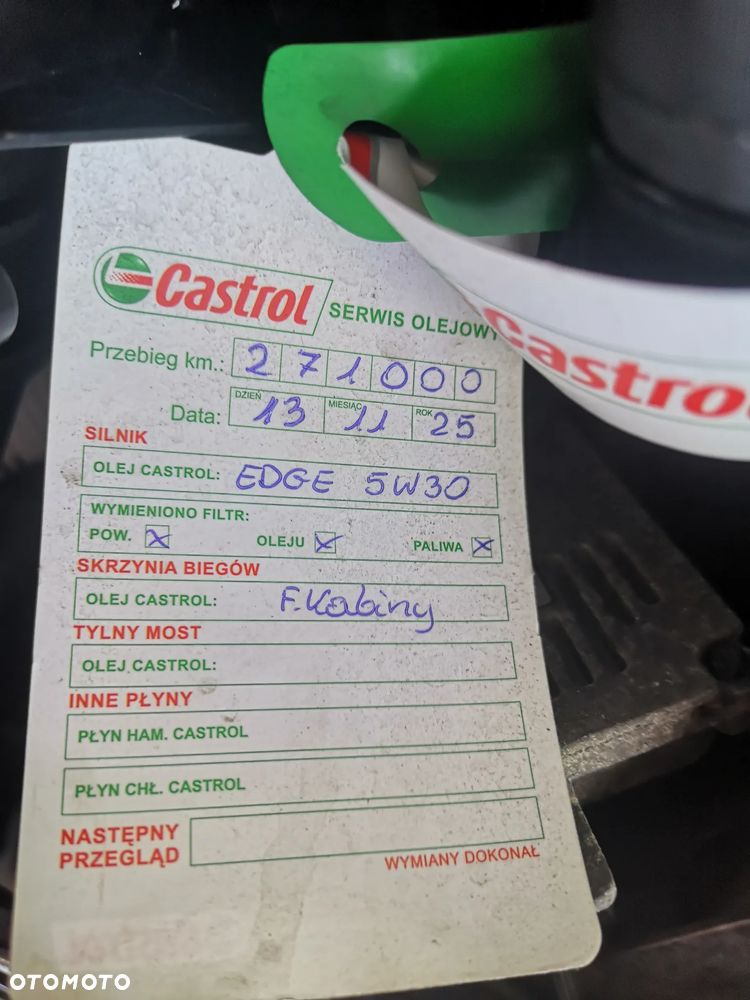 Castrol SERWIS OLEJOWY
Castrol
Przebieg km.: 271000
DZIEŃ MIESIĄC ROK
Data: 13 11 25
SILNIK
OLEJ CASTROL: EDGE 5W30
WYMIENIONO FILTR:
POW. X OLEJU X PALIWA X
SKRZYNIA BIEGÓW
OLEJ CASTROL: F.Kabiny
TYLNY MOST
OLEJ CASTROL:
INNE PŁYNY
PŁYN HAM. CASTROL
PŁYN CHŁ. CASTROL
NASTĘPNY
PRZEGLĄD
WYMIANY DOKONAŁ
OTOMOTO